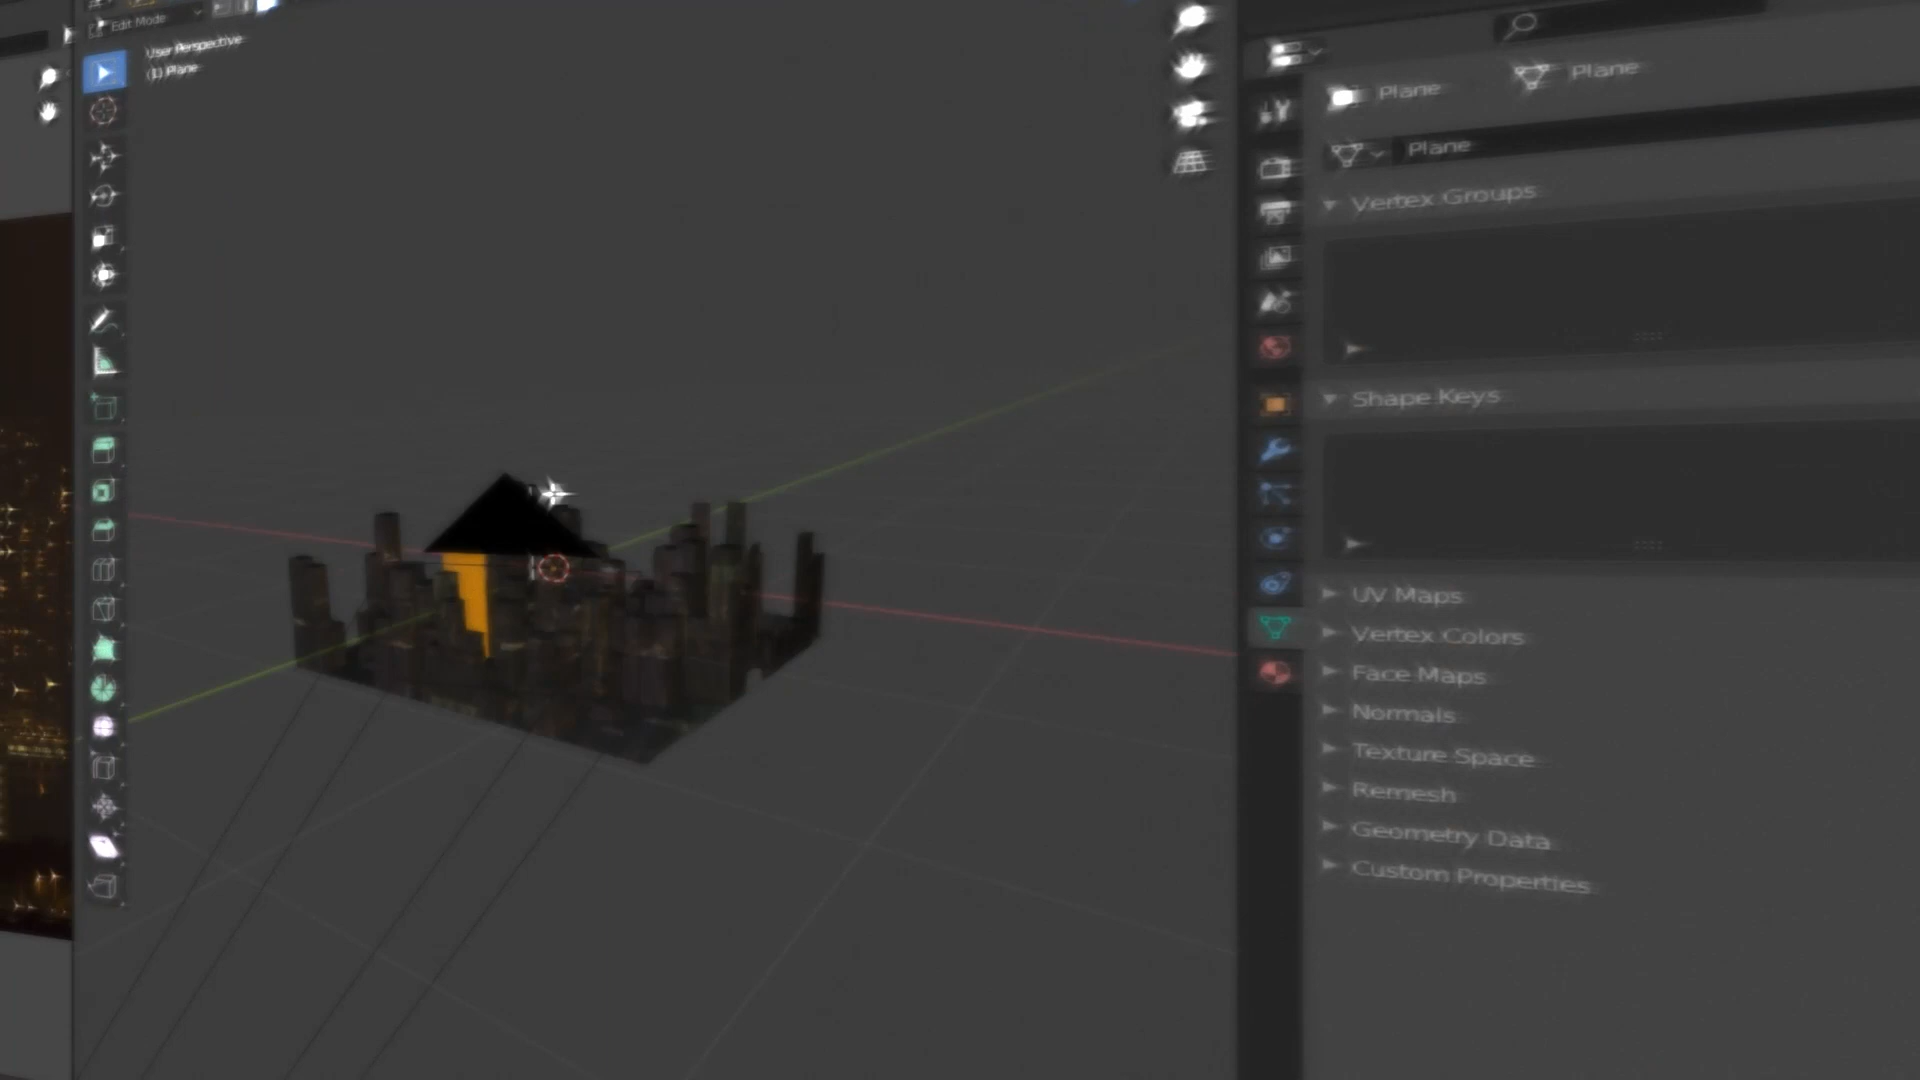 Edit Mode
User Perspective
(1) Plane
Plane
Plane
Plane
Vertex Groups
Shape Keys
UV Maps
Vertex Colors
Face Maps
Normals
Texture Space
Remesh
Geometry Data
Custom Properties